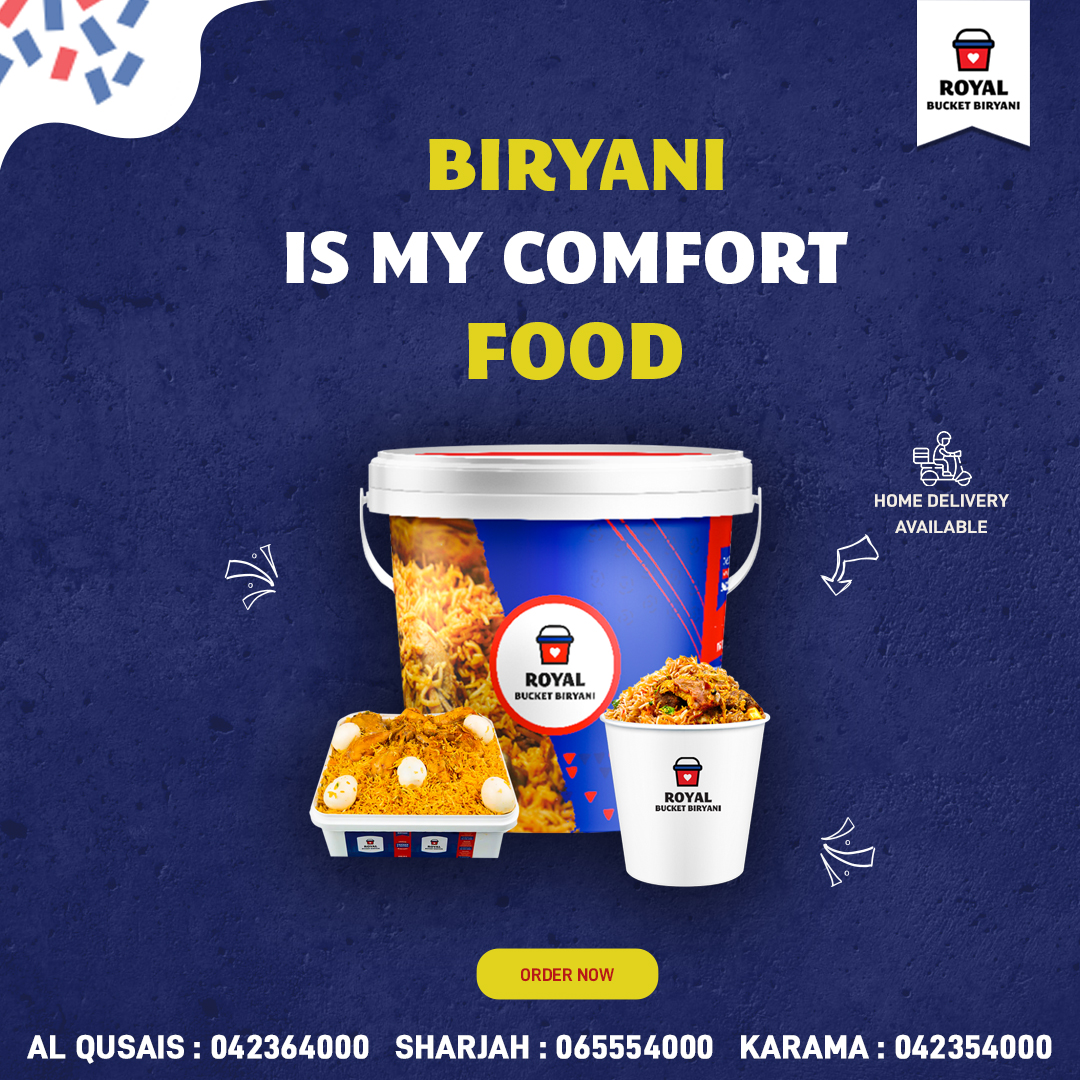 ROYAL
BUCKET BIRYANI
BIRYANI
IS MY COMFORT
FOOD
HOME DELIVERY
AVAILABLE
ROYAL
BUCKET BIRYANI
ROYAL
BUCKET BIRYANI
ORDER NOW
AL QUSAIS : 042364000 SHARJAH : 065554000 KARAMA : 042354000